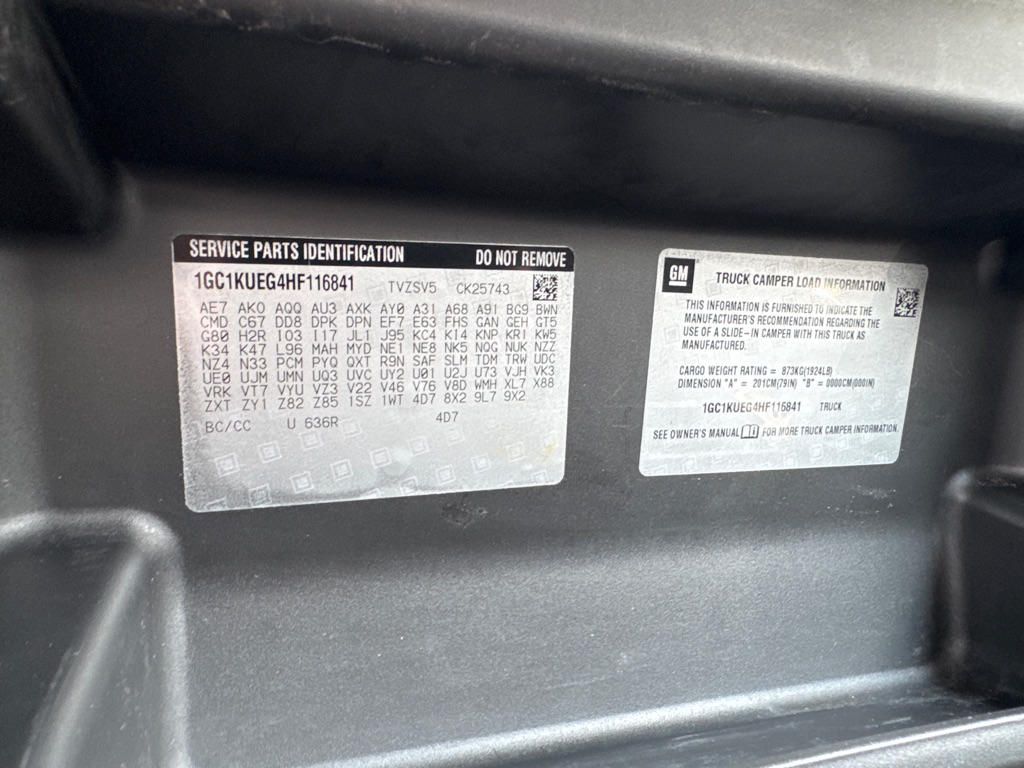 SERVICE PARTS IDENTIFICATION DO NOT REMOVE
1GC1KUEG4HF116841 TVZSV5 CK25743
AE7 AKO AQQ AU3 AXK AY0 A31 A68 A91 BG9 BWN
CMD C67 DD8 DPK DPN EF7 E63 FHS GAN GEH GT5
G80 H2R IO3 I17 JL1 J95 KC4 K14 KNP KR1 KW5
K34 K47 L96 MAH MYD NE1 NE8 NK5 NQG NUK NZZ
NZ4 N33 PCM PYQ QXT R9N SAF SLM TDM TRW UDC
UE0 UJM UMN UQ3 UVC UY2 U01 U2J U73 VJH VK3
VRK VT7 VYU V73 V22 V46 V76 V8D WMH XL7 X88
ZXT ZY1 Z82 Z85 1SZ 1WT 4D7 8X2 9L7 9X2
BC/CC U 636R 4D7
GM TRUCK CAMPER LOAD INFORMATION
THIS INFORMATION IS FURNISHED TO INDICATE THE
MANUFACTURER'S RECOMMENDATION REGARDING THE
USE OF A SLIDE-IN CAMPER WITH THIS TRUCK AS
MANUFACTURED.
CARGO WEIGHT RATING = 873KG(1924LB)
DIMENSION "A" = 201CM(79IN) "B" = 0000CM(000IN)
1GC1KUEG4HF116841 TRUCK
SEE OWNER'S MANUAL FOR MORE TRUCK CAMPER INFORMATION.